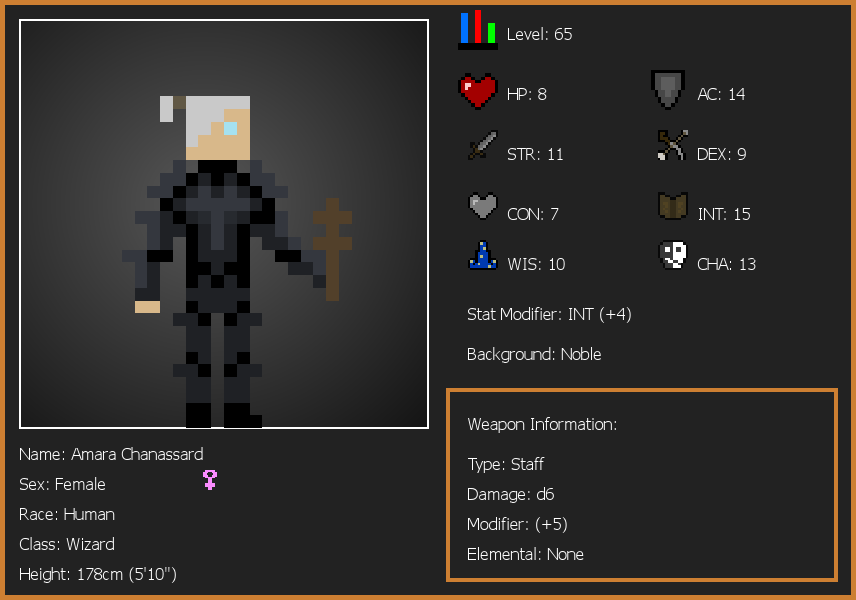 Level: 65
HP: 8
AC: 14
STR: 11
DEX: 9
CON: 7
INT: 15
WIS: 10
CHA: 13
Stat Modifier: INT (+4)
Background: Noble
Weapon Information:
Type: Staff
Damage: d6
Modifier: (+5)
Elemental: None
Name: Amara Chanassard
Sex: Female
Race: Human
Class: Wizard
Height: 178cm (5'10")